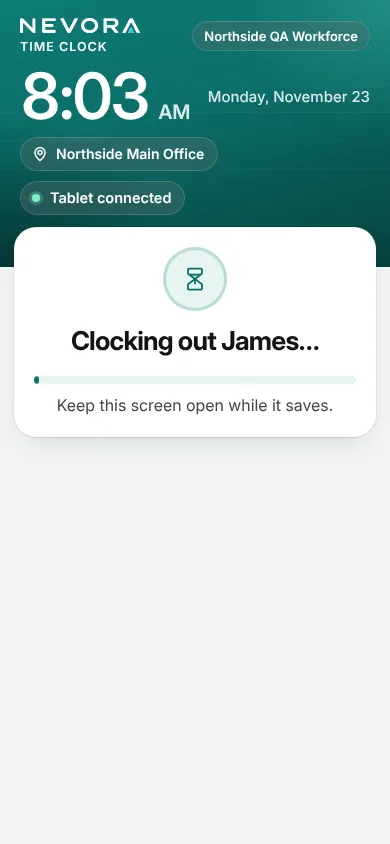 NEVORA
TIME CLOCK
Northside QA Workforce
8:03 AM
Monday, November 23
Northside Main Office
Tablet connected
Clocking out James...
Keep this screen open while it saves.